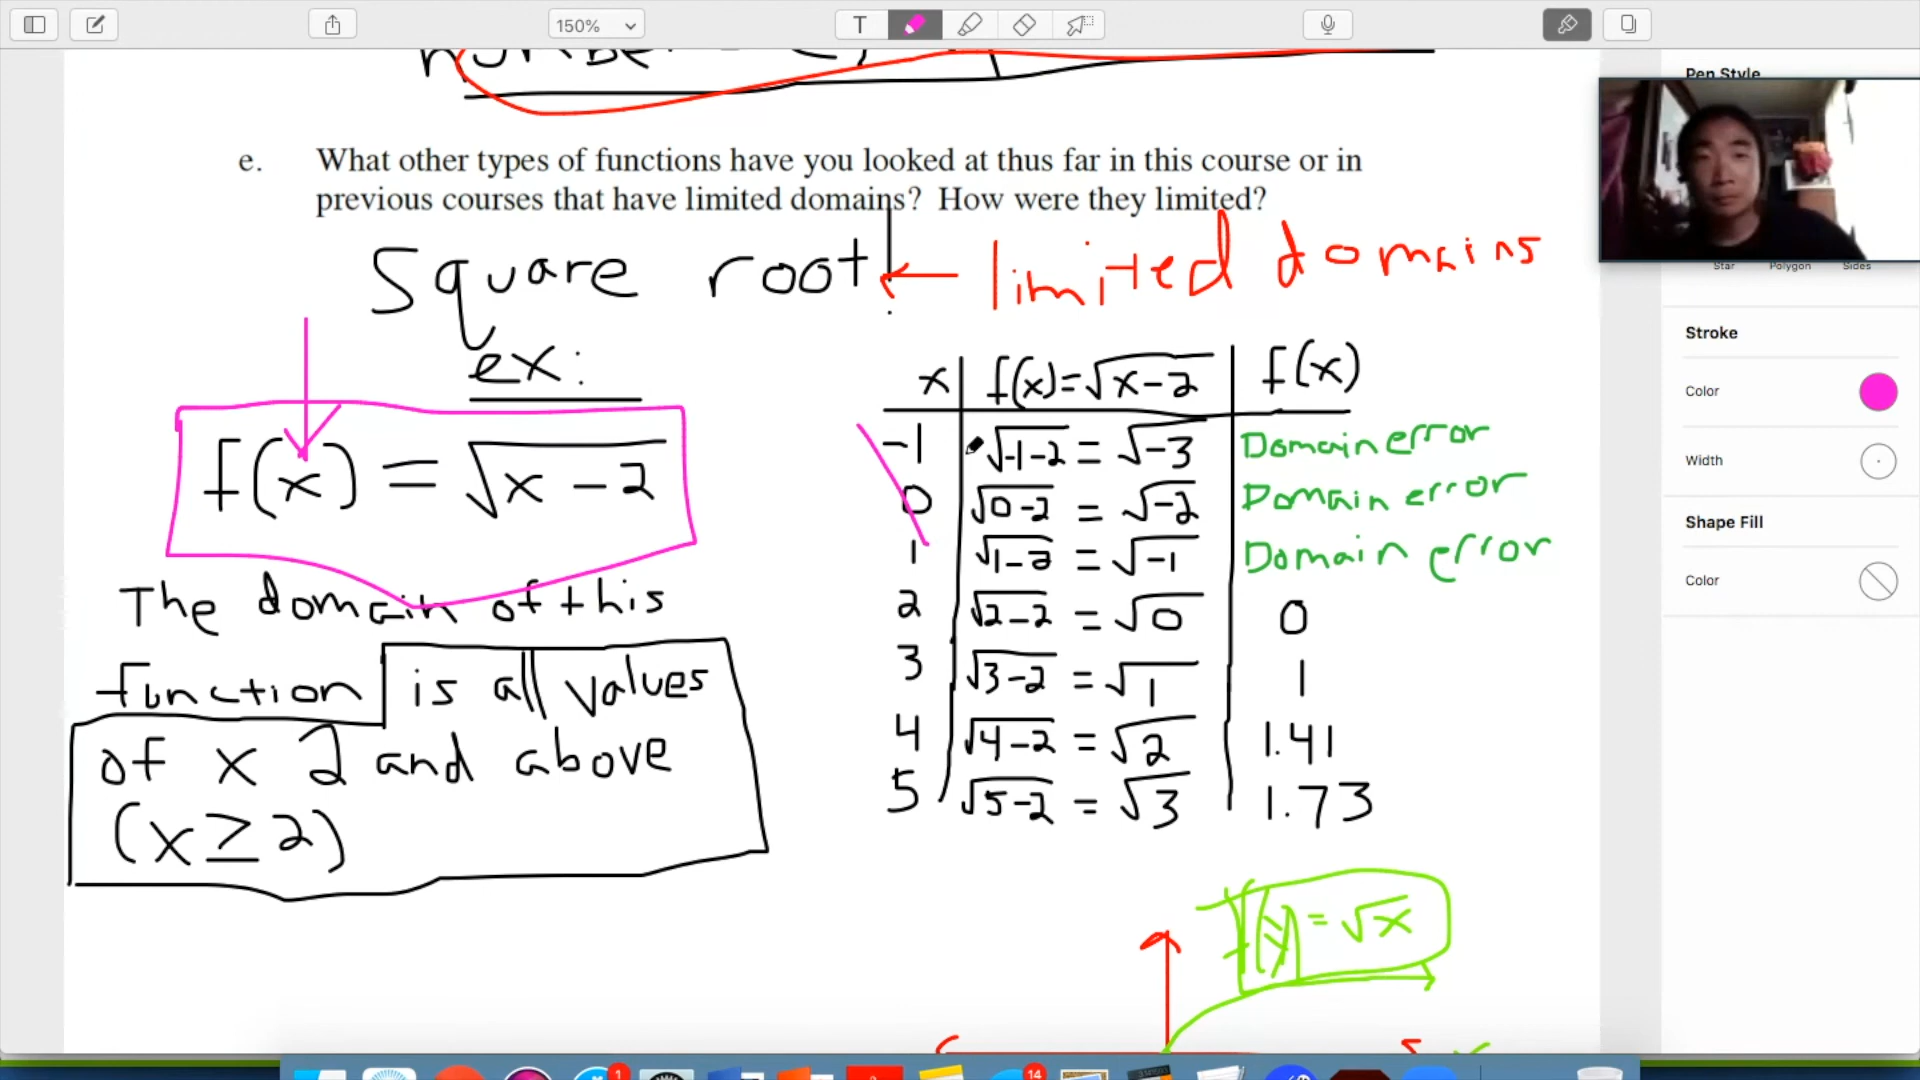 150%
T
Pen Style
Star Polygon Sides
Stroke
Color
Width
Shape Fill
Color
e. What other types of functions have you looked at thus far in this course or in
previous courses that have limited domains? How were they limited?
Square root! ← limited domains
ex:
f(x) = √x-2
The domain of this
function is all values
of x 2 and above
(x ≥ 2)
x f(x)=√x-2 f(x)
-1 √-1-2 = √-3 Domain error
0 √0-2 = √-2 Domain error
1 √1-2 = √-1 Domain error
2 √2-2 = √0 0
3 √3-2 = √1 1
4 √4-2 = √2 1.41
5 √5-2 = √3 1.73
= √x
1
14